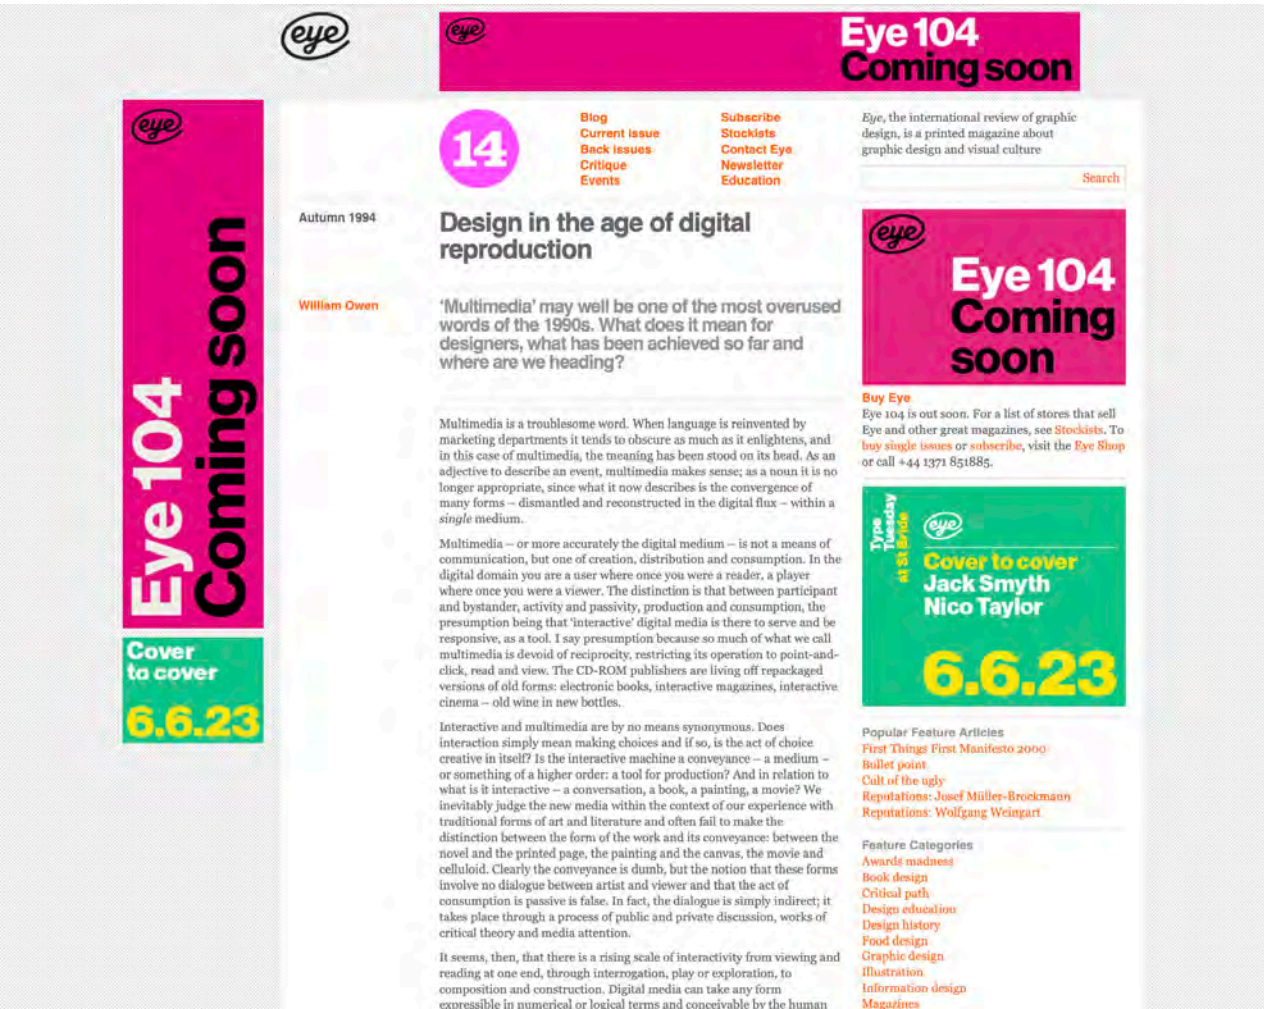 eye
eye
Eye 104
Coming soon
eye
Eye 104
Coming soon
Cover
to cover
6.6.23
14
Blog
Current Issue
Back Issues
Critique
Events
Subscribe
Stockists
Contact Eye
Newsletter
Education
Eye, the international review of graphic
design, is a printed magazine about
graphic design and visual culture
Search
Autumn 1994
Design in the age of digital
reproduction
William Owen
‘Multimedia’ may well be one of the most overused
words of the 1990s. What does it mean for
designers, what has been achieved so far and
where are we heading?
Multimedia is a troublesome word. When language is reinvented by
marketing departments it tends to obscure as much as it enlightens, and
in this case of multimedia, the meaning has been stood on its head. As an
adjective to describe an event, multimedia makes sense; as a noun it is no
longer appropriate, since what it now describes is the convergence of
many forms – dismantled and reconstructed in the digital flux – within a
single medium.
Multimedia – or more accurately the digital medium – is not a means of
communication, but one of creation, distribution and consumption. In the
digital domain you are a user where once you were a reader, a player
where once you were a viewer. The distinction is that between participant
and bystander, activity and passivity, production and consumption, the
presumption being that ‘interactive’ digital media is there to serve and be
responsive, as a tool. I say presumption because so much of what we call
multimedia is devoid of reciprocity, restricting its operation to point-and-
click, read and view. The CD-ROM publishers are living off repackaged
versions of old forms: electronic books, interactive magazines, interactive
cinema – old wine in new bottles.
Interactive and multimedia are by no means synonymous. Does
interaction simply mean making choices and if so, is the act of choice
creative in itself? Is the interactive machine a conveyance – a medium –
or something of a higher order: a tool for production? And in relation to
what is it interactive – a conversation, a book, a painting, a movie? We
inevitably judge the new media within the context of our experience with
traditional forms of art and literature and often fail to make the
distinction between the form of the work and its conveyance: between the
novel and the printed page, the painting and the canvas, the movie and
celluloid. Clearly the conveyance is dumb, but the notion that these forms
involve no dialogue between artist and viewer and that the act of
consumption is passive is false. In fact, the dialogue is simply indirect; it
takes place through a process of public and private discussion, works of
critical theory and media attention.
It seems, then, that there is a rising scale of interactivity from viewing and
reading at one end, through interrogation, play or exploration, to
composition and construction. Digital media can take any form
expressible in numerical or logical terms and conceivable by the human
eye
Eye 104
Coming
soon
Buy Eye
Eye 104 is out soon. For a list of stores that sell
Eye and other great magazines, see Stockists. To
buy single issues or subscribe, visit the Eye Shop
or call +44 1371 851885.
Type
Tuesday
at St Bride
eye
Cover to cover
Jack Smyth
Nico Taylor
6.6.23
Popular Feature Articles
First Things First Manifesto 2000
Bullet point
Cult of the ugly
Reputations: Josef Müller-Brockmann
Reputations: Wolfgang Weingart
Feature Categories
Awards madness
Book design
Critical path
Design education
Design history
Food design
Graphic design
Illustration
Information design
Magazines